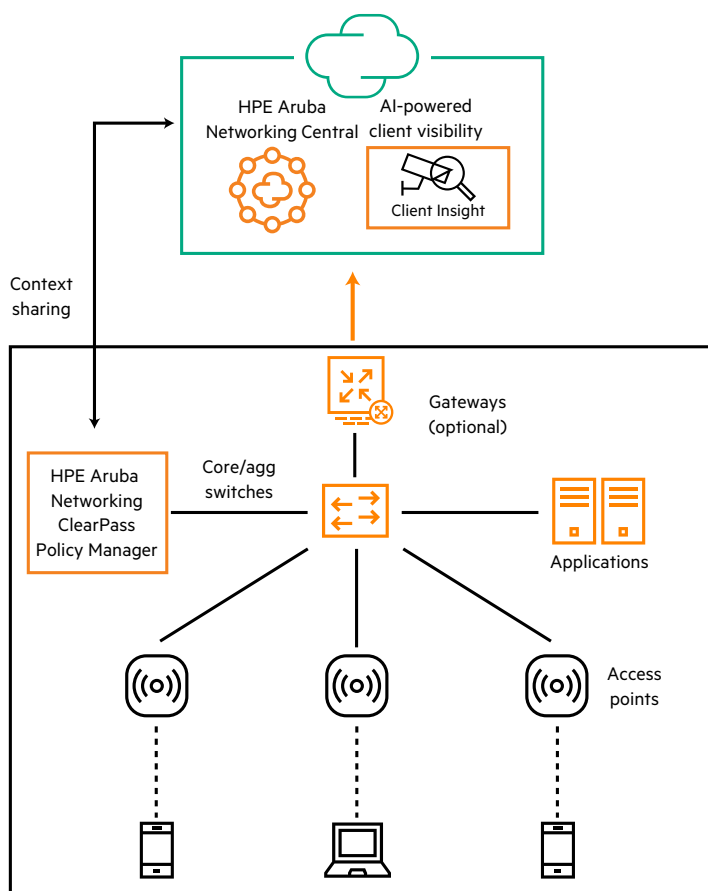 HPE Aruba
Networking Central
AI-powered
client visibility
Client Insight
Context
sharing
Gateways
(optional)
HPE Aruba
Networking
ClearPass
Policy Manager
Core/agg
switches
Applications
Access
points